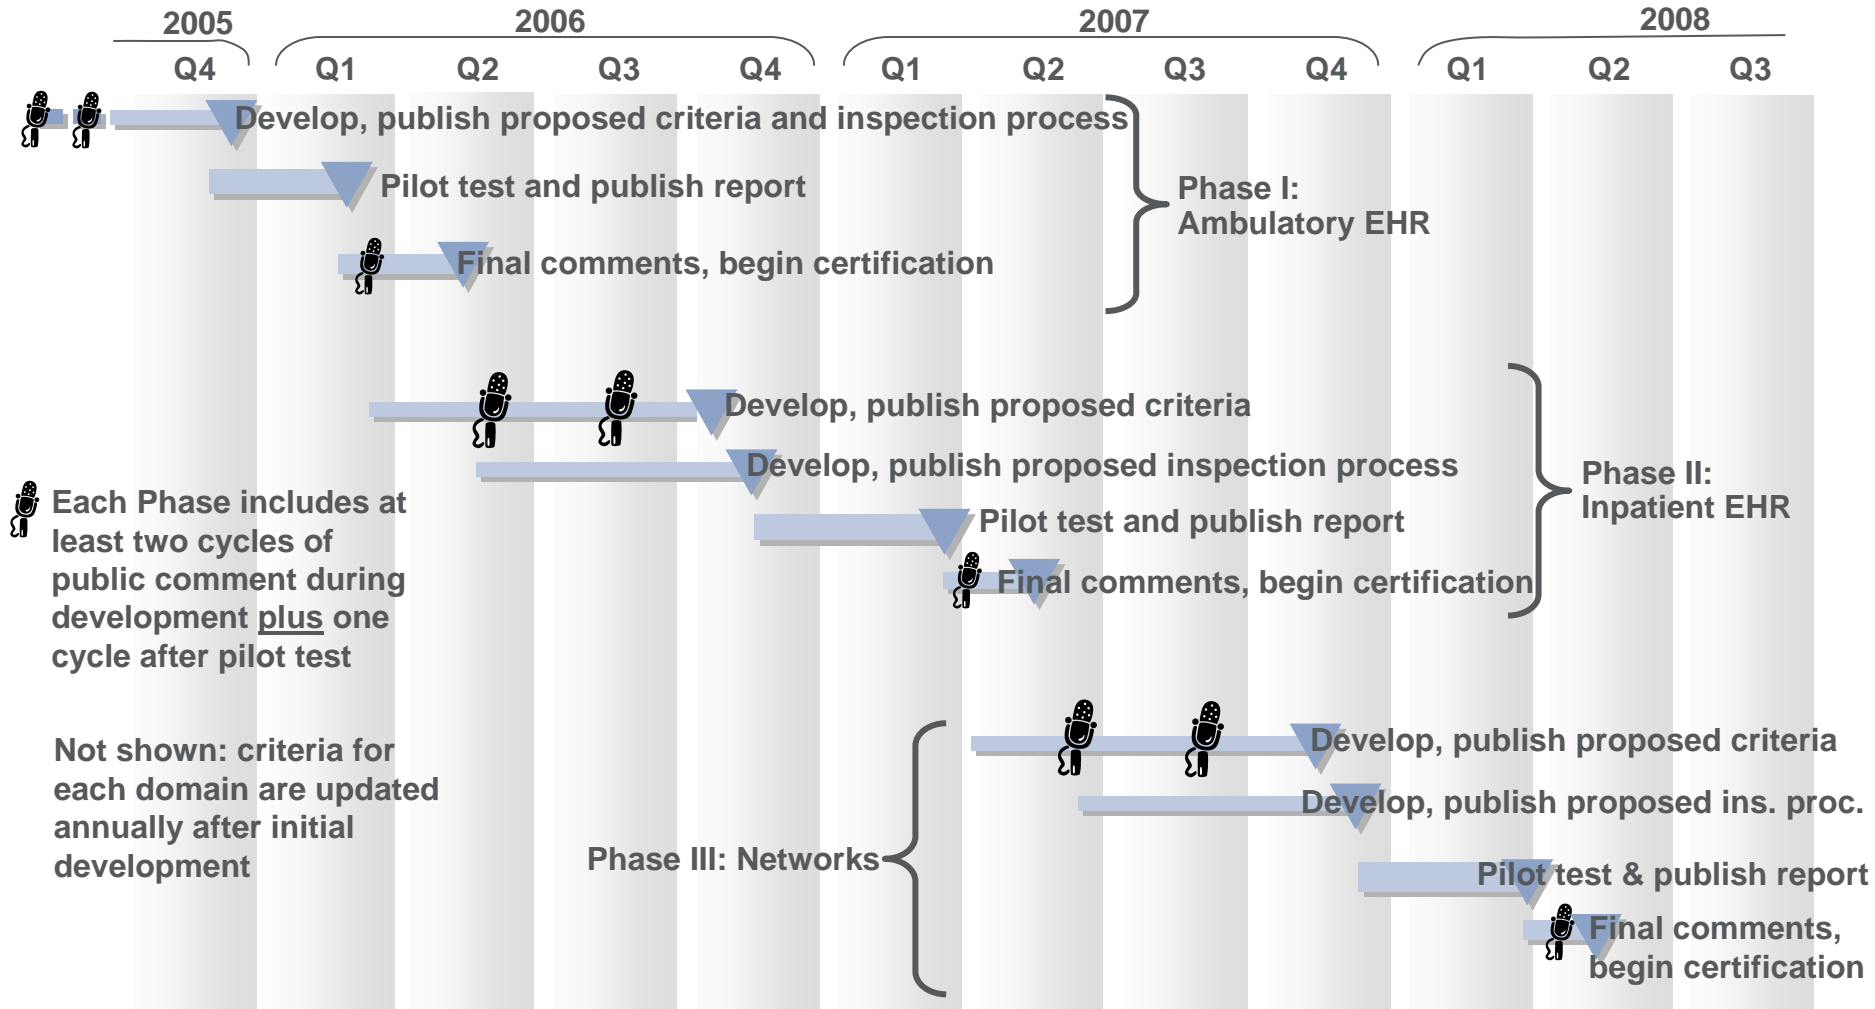 2005
2006
2007
2008
Q4
Q1
Q2
Q3
Q4
Q1
Q2
Q3
Q4
Q1
Q2
Q3
Develop, publish proposed criteria and inspection process
Pilot test and publish report
Final comments, begin certification
Phase I:
Ambulatory EHR
Develop, publish proposed criteria
Develop, publish proposed inspection process
Pilot test and publish report
Final comments, begin certification
Phase II:
Inpatient EHR
Each Phase includes at
least two cycles of
public comment during
development plus one
cycle after pilot test
Not shown: criteria for
each domain are updated
annually after initial
development
Phase III: Networks
Develop, publish proposed criteria
Develop, publish proposed ins. proc.
Pilot test & publish report
Final comments,
begin certification